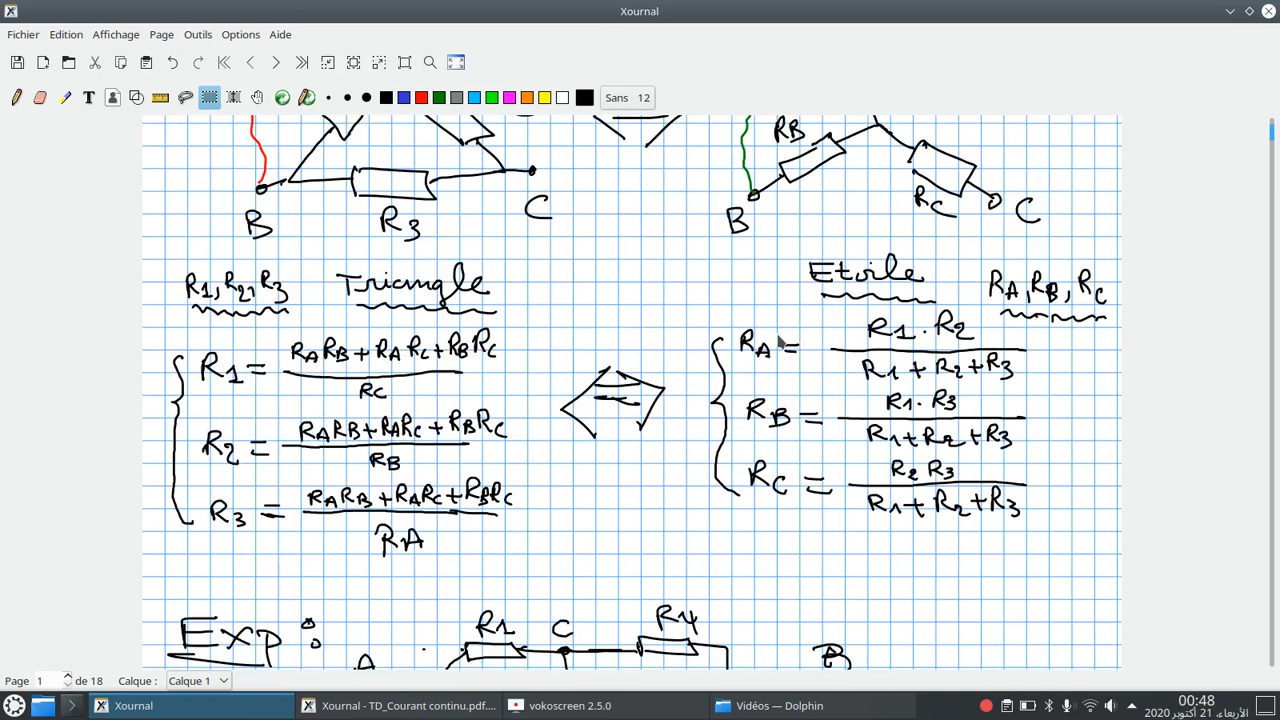 Xournal
Fichier Edition Affichage Page Outils Options Aide
Sans 12
RB
B R3 C
B RC C
R1, R2, R3 Triangle
Etoile RA, RB, RC
R1 = RARB + RARC + RBRC / RC
R2 = RARB + RARC + RBRC / RB
R3 = RARB + RARC + RBRC / RA
RA = R1 . R2 / R1 + R2 + R3
RB = R1 . R3 / R1 + R2 + R3
RC = R2 R3 / R1 + R2 + R3
Exp :
A R1 C R4 B
Page 1 de 18 Calque : Calque 1
Xournal
Xournal - TD_Courant continu.pdf....
vokoscreen 2.5.0
Vidéos — Dolphin
00:48
الأربعاء, 21 أكتوبر 2020